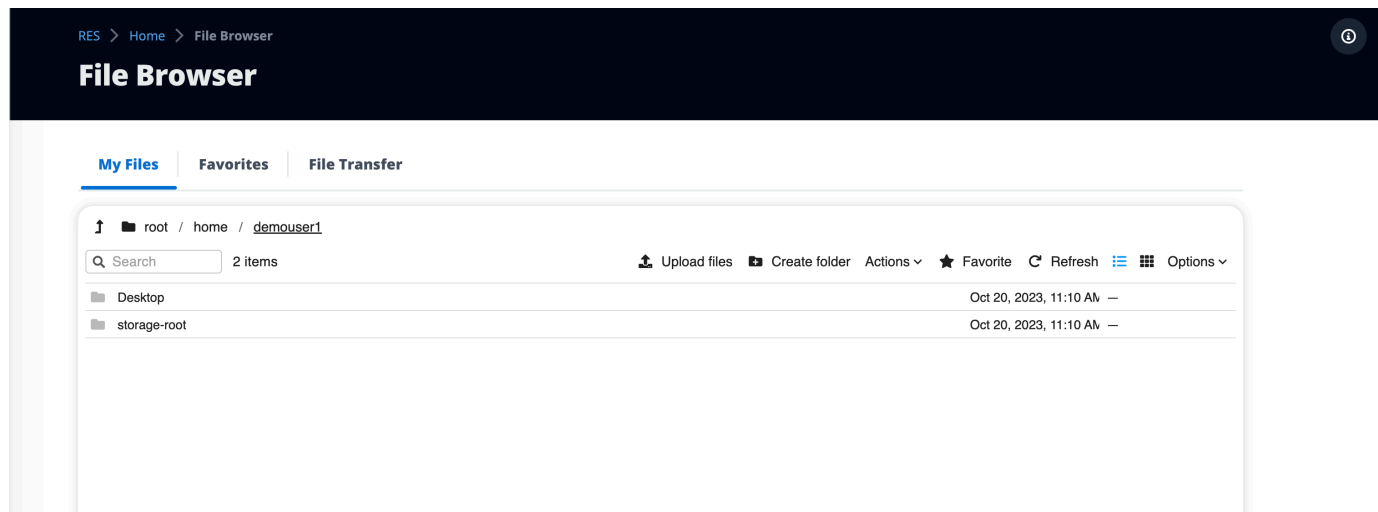 RES > Home > File Browser
File Browser
My Files Favorites File Transfer
root / home / demouser1
Search 2 items Upload files Create folder Actions Favorite Refresh Options
Desktop Oct 20, 2023, 11:10 AM —
storage-root Oct 20, 2023, 11:10 AM —